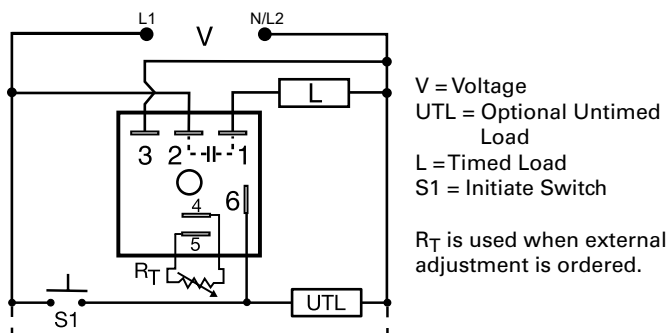 L1
V
N/L2
L
3
2
1
4
6
5
RT
S1
UTL
V = Voltage
UTL = Optional Untimed
Load
L = Timed Load
S1 = Initiate Switch
RT is used when external
adjustment is ordered.